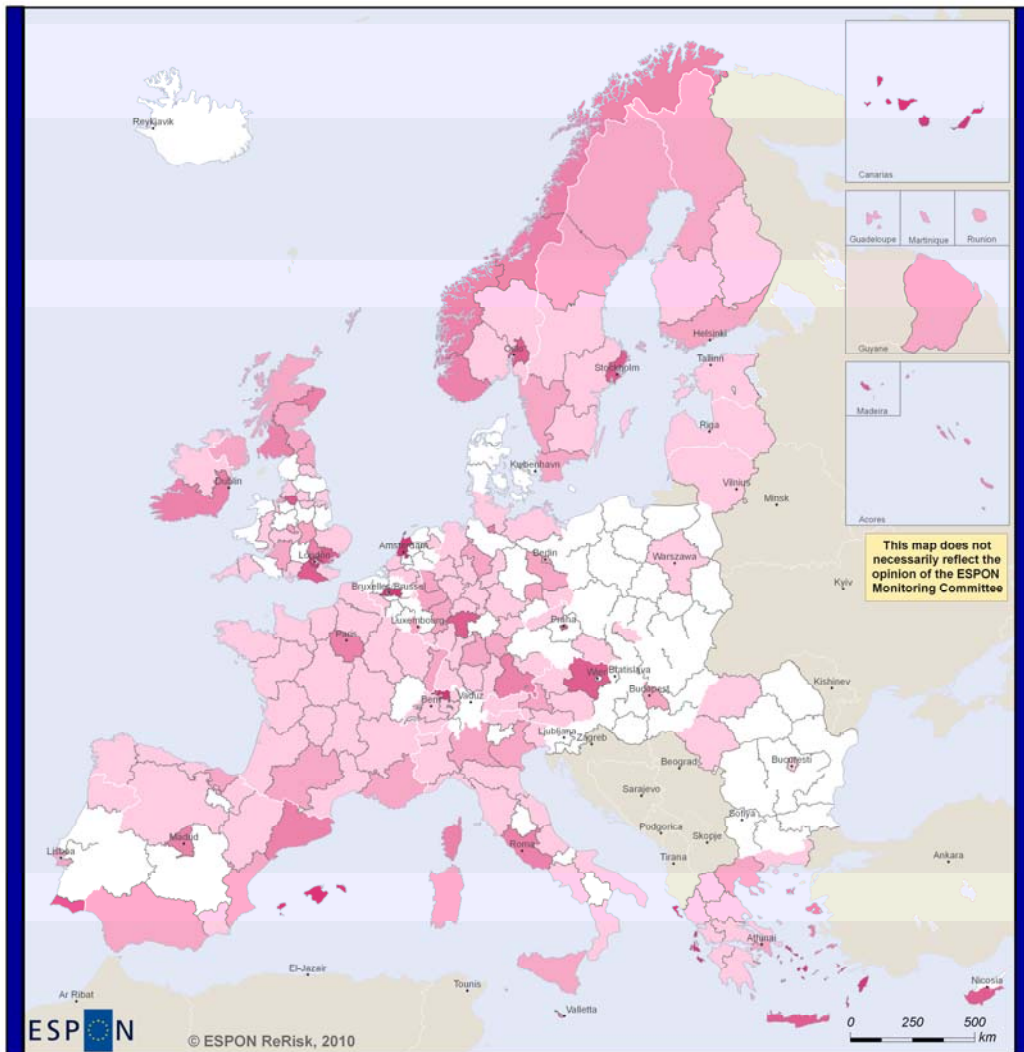 Reykjavik
Canarias
Guadeloupe
Martinique
Runion
Guyane
Madeira
Acores
Oslo
Stockholm
Helsinki
Tallinn
Riga
København
Vilnius
Minsk
Dublin
London
Amsterdam
Berlin
Warszawa
Bruxelles/Brussel
Luxembourg
Kyiv
Paris
Praha
Wien
Bratislava
Budapest
Kishinev
Bern
Vaduz
Ljubljana
Zagreb
Beograd
Bucuresti
Sarajevo
Sofiya
Podgorica
Skopje
Tirana
Ankara
Madrid
Lisboa
Roma
Athinai
El-Jazair
Tounis
Valletta
Nicosia
Ar Ribat
This map does not
necessarily reflect the
opinion of the ESPON
Monitoring Committee
ESPON
© ESPON ReRisk, 2010
0 250 500
km